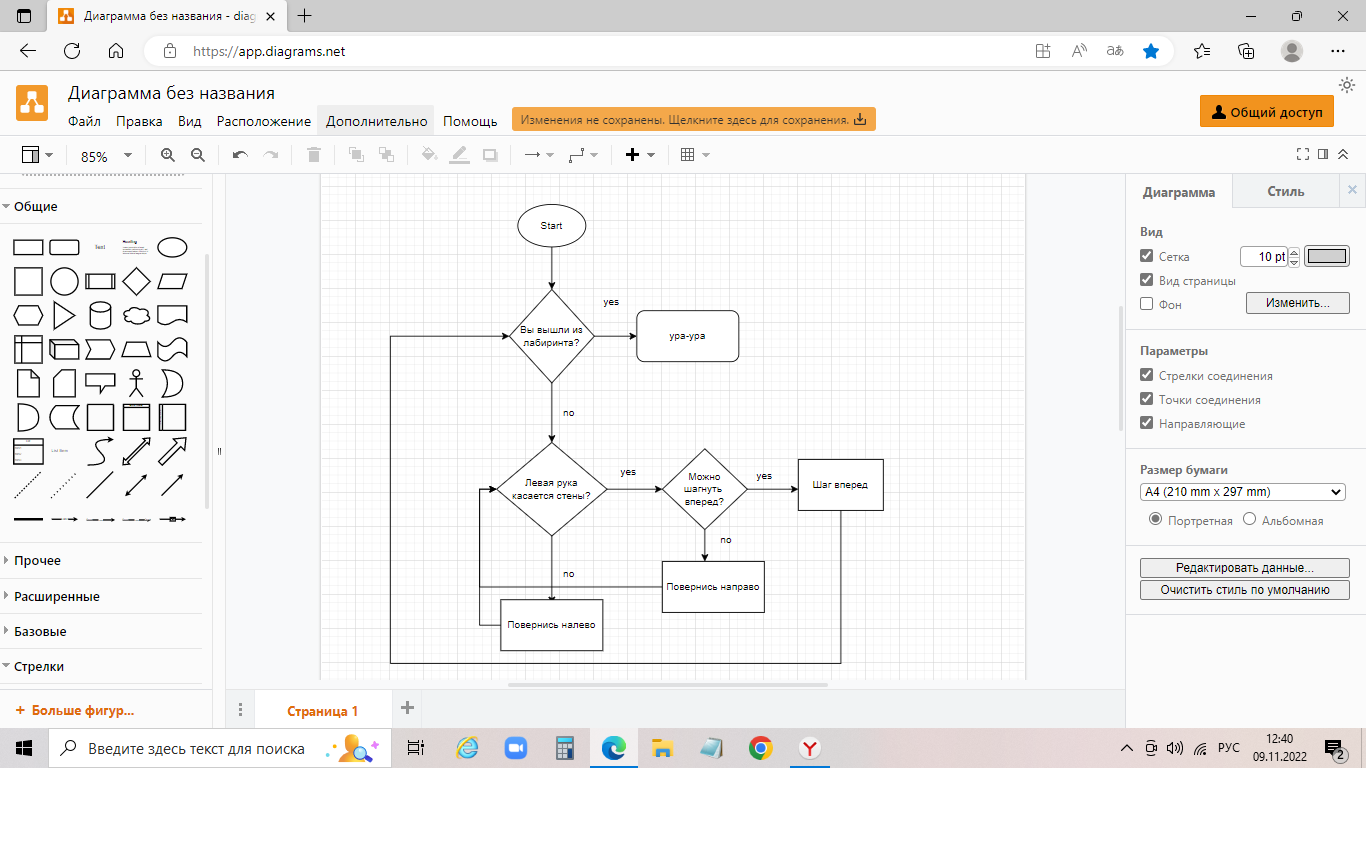 Диаграмма без названия - diag
https://app.diagrams.net
Диаграмма без названия
Файл Правка Вид Расположение Дополнительно Помощь
Изменения не сохранены. Щелкните здесь для сохранения.
Общий доступ
85%
Общие
Text
Heading
List Item
Прочее
Расширенные
Базовые
Стрелки
+ Больше фигур...
Start
yes
Вы вышли из
лабиринта?
ура-ура
no
Левая рука
касается стены?
yes
Можно
шагнуть
вперед?
yes
Шаг вперед
no
no
Повернись направо
Повернись налево
Страница 1
Диаграмма
Стиль
Вид
Сетка
10 pt
Вид страницы
Фон
Изменить...
Параметры
Стрелки соединения
Точки соединения
Направляющие
Размер бумаги
A4 (210 mm x 297 mm)
Портретная
Альбомная
Редактировать данные...
Очистить стиль по умолчанию
Введите здесь текст для поиска
РУС
12:40
09.11.2022
2